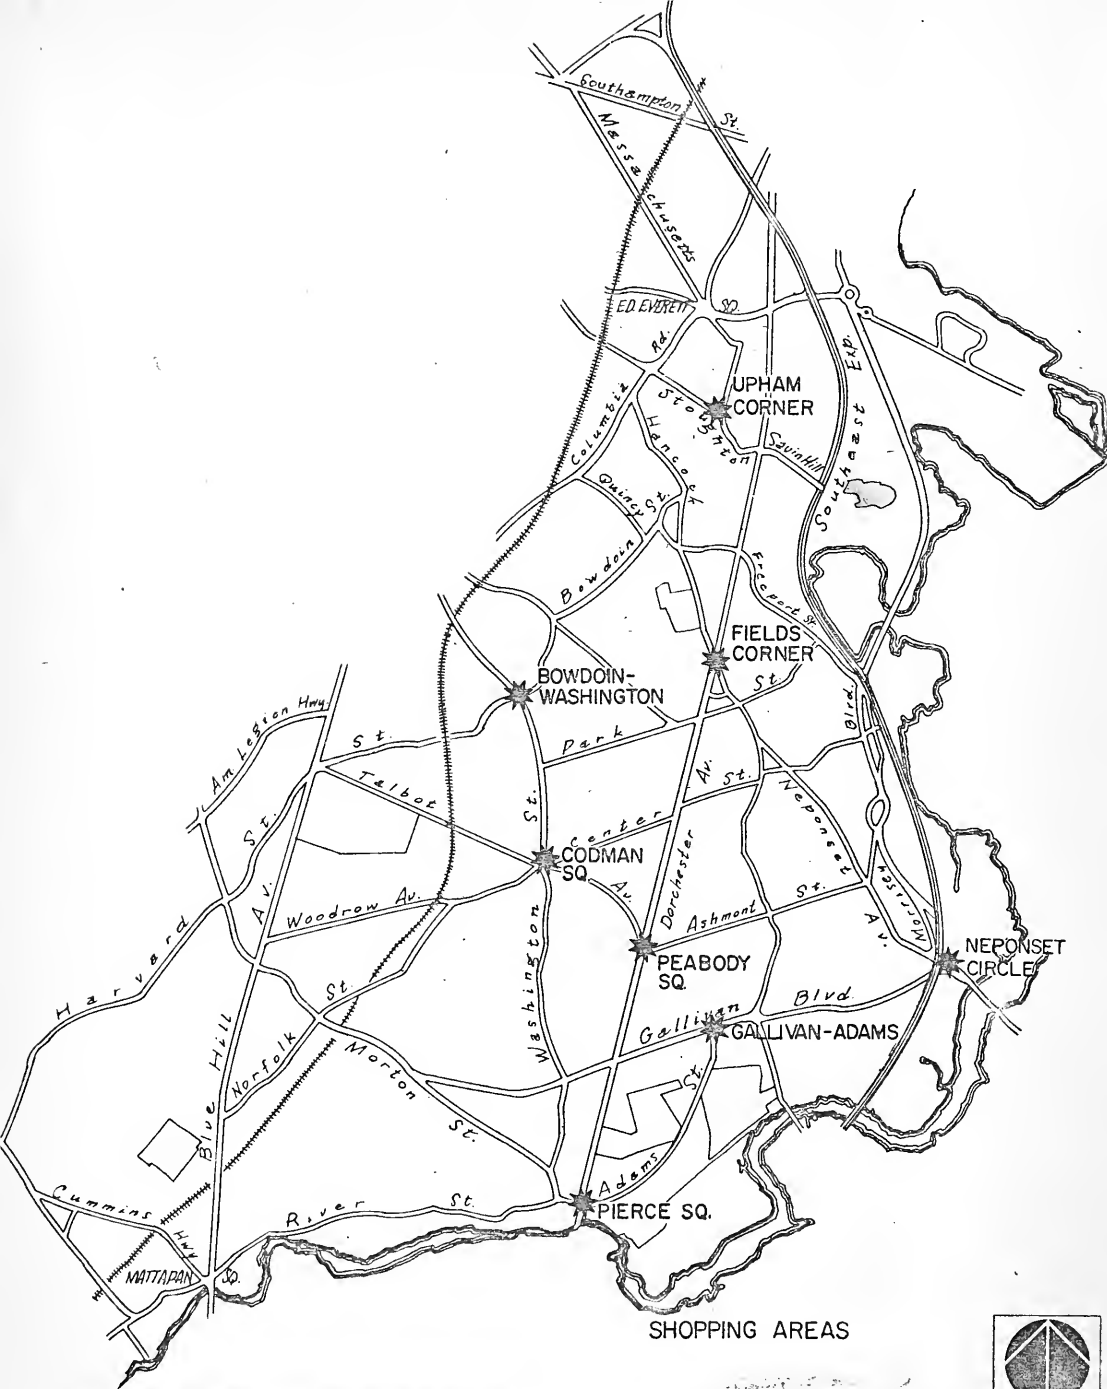 Southampton St.
Massachusetts
ED. EVERETT SQ.
Columbia Rd.
UPHAM
CORNER
Stoughton
Savin Hill
Southeast Exp.
Hancock
Quincy St.
Bowdoin
Freeport St.
FIELDS
CORNER
BOWDOIN-
WASHINGTON
St.
Am Legion Hwy.
St.
Park
Blvd.
Talbot
Av.
St.
St.
Center
Neponset Av.
CODMAN
SQ.
Av.
Dorchester
St.
Woodrow Av.
Av.
Ashmont St.
Morrissey
Harvard
Washington
PEABODY
SQ.
NEPONSET
CIRCLE
St.
Gallivan Blvd.
GALLIVAN-ADAMS
Blue Hill
Norfolk
Morton St.
St.
Adams
Cummins Hwy
River St.
PIERCE SQ.
MATTAPAN SQ.
SHOPPING AREAS